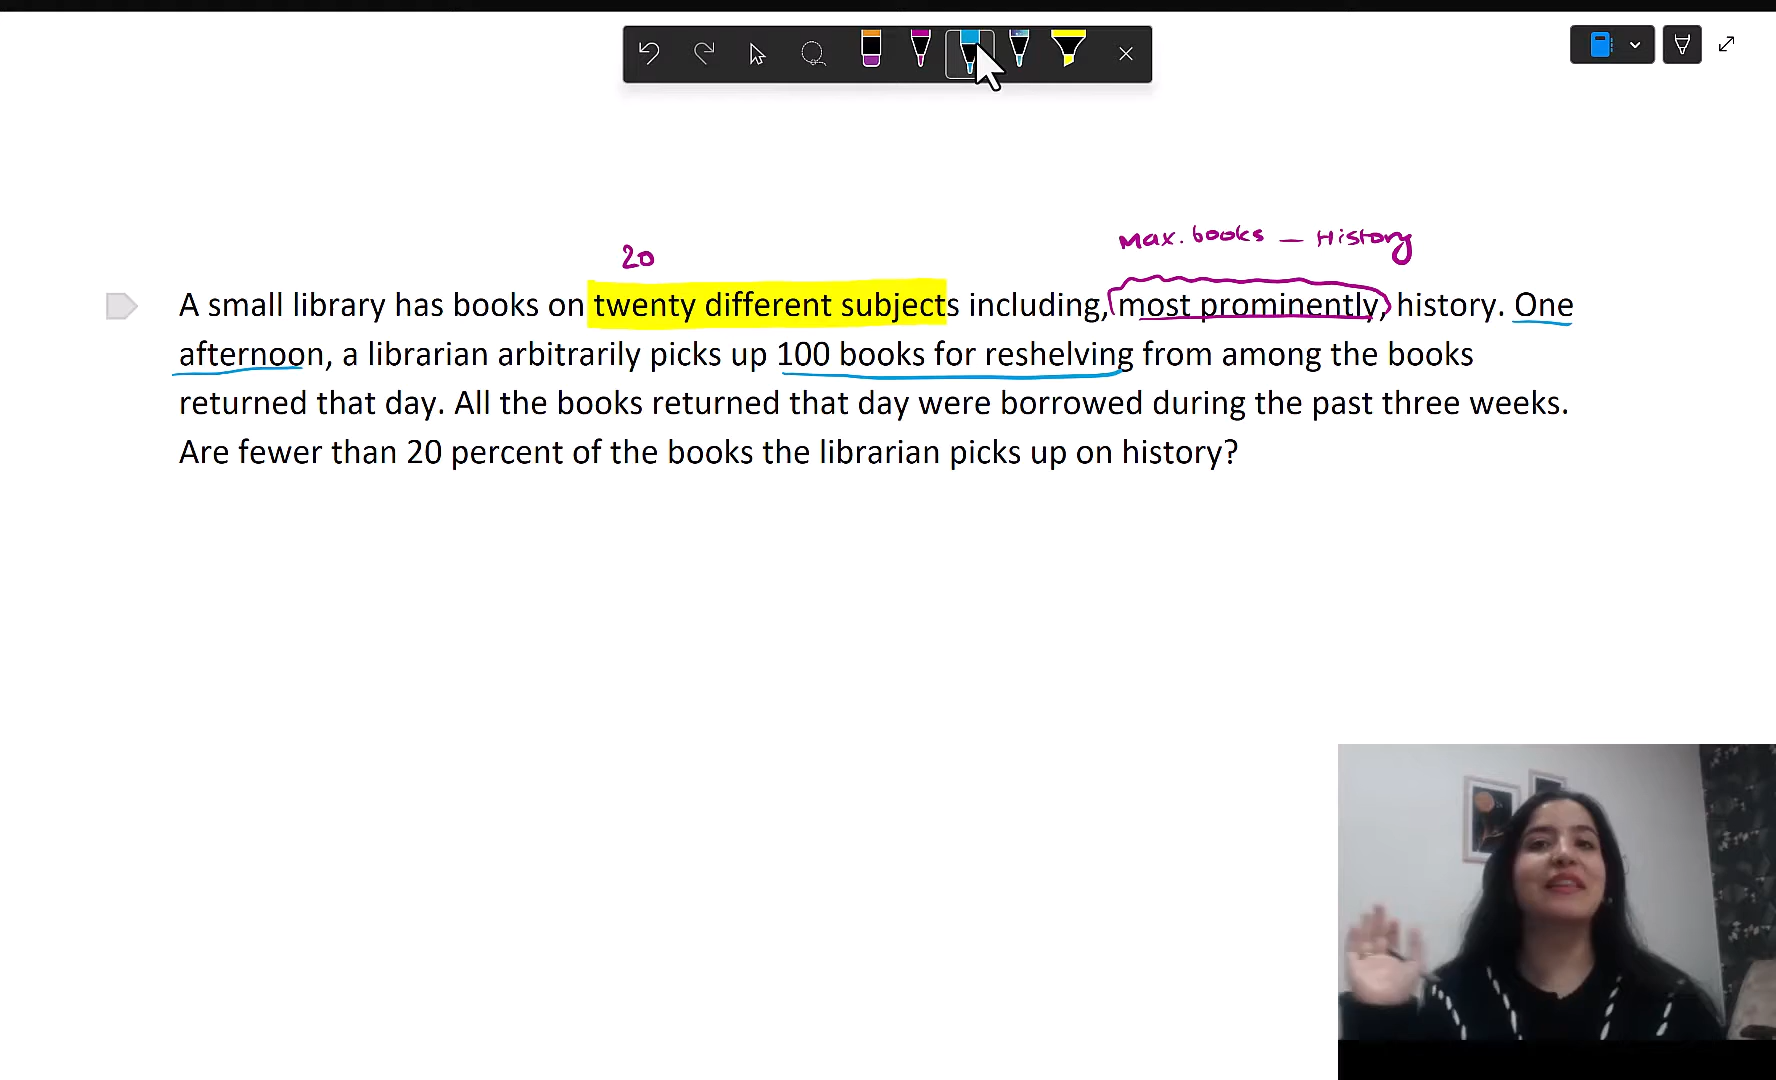 20
Max. books — History
A small library has books on twenty different subjects including, most prominently, history. One
afternoon, a librarian arbitrarily picks up 100 books for reshelving from among the books
returned that day. All the books returned that day were borrowed during the past three weeks.
Are fewer than 20 percent of the books the librarian picks up on history?